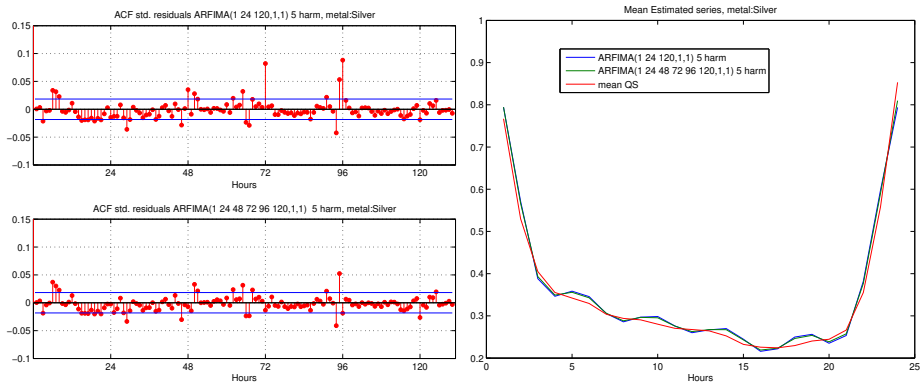 ACF std. residuals ARFIMA(1 24 120,1,1) 5 harm, metal:Silver
0.15
0.1
0.05
0
−0.05
−0.1
24 48 72 96 120
Hours
ACF std. residuals ARFIMA(1 24 48 72 96 120,1,1) 5 harm, metal:Silver
0.15
0.1
0.05
0
−0.05
−0.1
24 48 72 96 120
Hours
Mean Estimated series, metal:Silver
ARFIMA(1 24 120,1,1) 5 harm
ARFIMA(1 24 48 72 96 120,1,1) 5 harm
mean QS
1
0.9
0.8
0.7
0.6
0.5
0.4
0.3
0.2
0 5 10 15 20 25
Hours